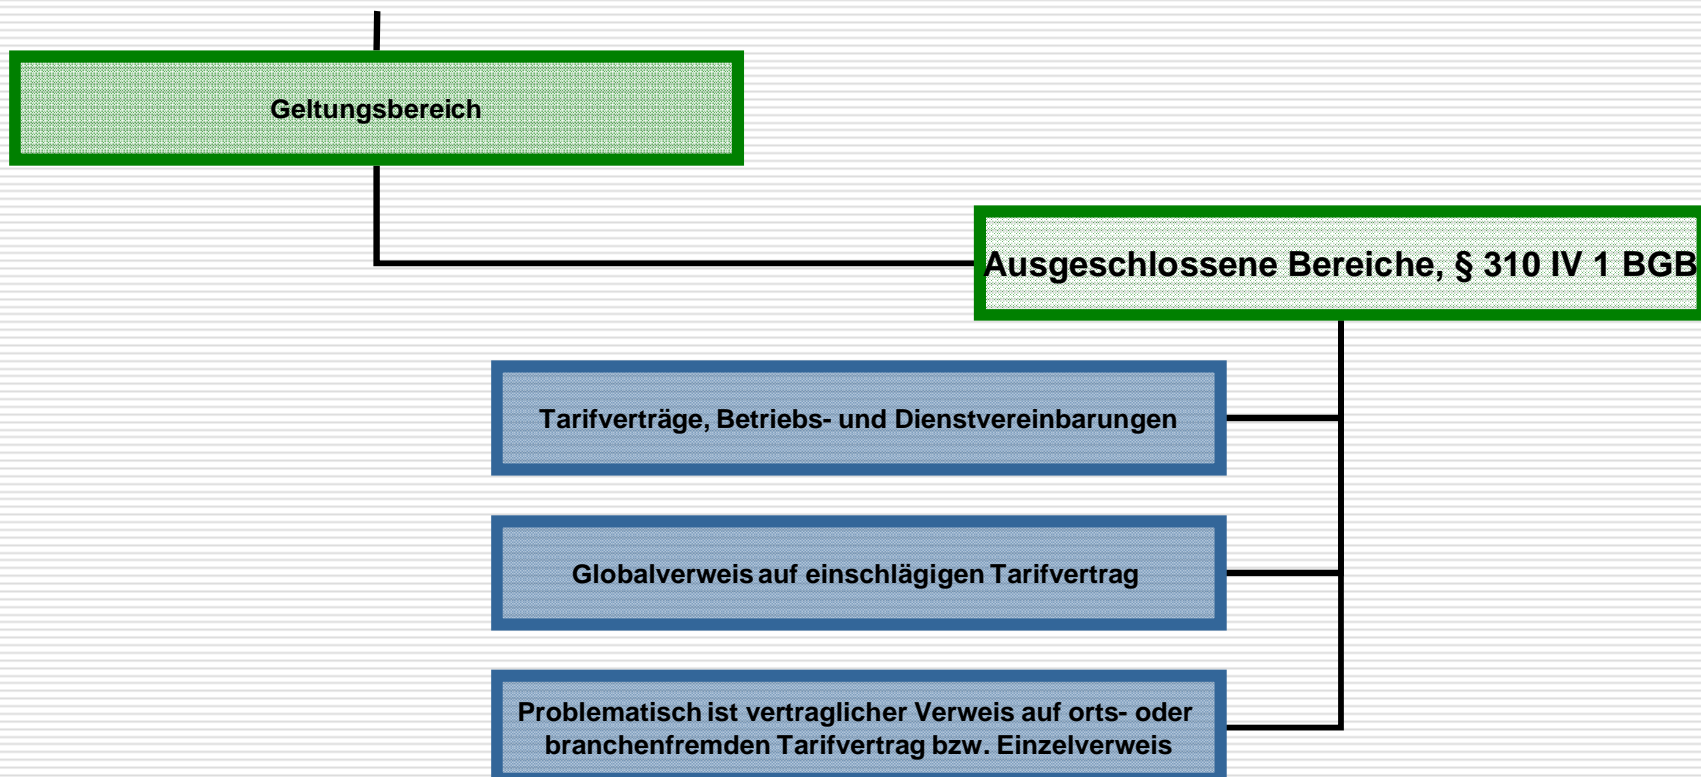 Geltungsbereich
Ausgeschlossene Bereiche, § 310 IV 1 BGB
Tarifverträge, Betriebs- und Dienstvereinbarungen
Globalverweis auf einschlägigen Tarifvertrag
Problematisch ist vertraglicher Verweis auf orts- oder
branchenfremden Tarifvertrag bzw. Einzelverweis